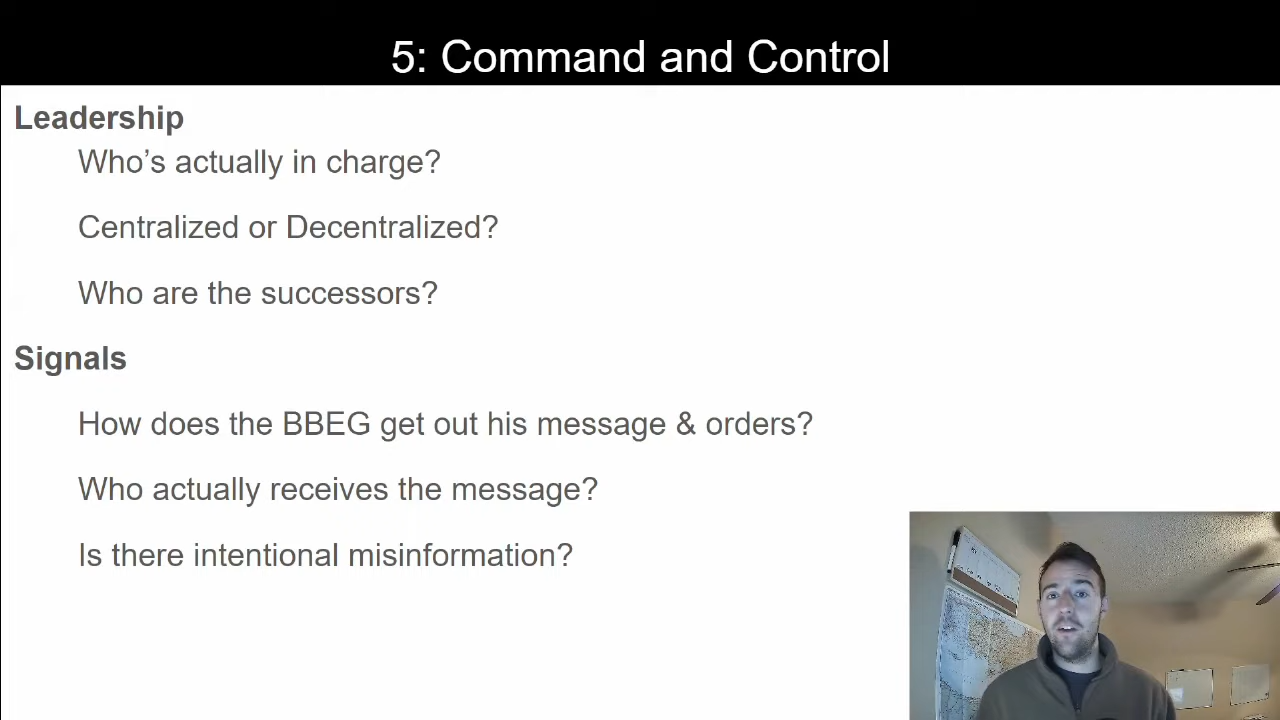 5: Command and Control
Leadership
Who’s actually in charge?
Centralized or Decentralized?
Who are the successors?
Signals
How does the BBEG get out his message & orders?
Who actually receives the message?
Is there intentional misinformation?